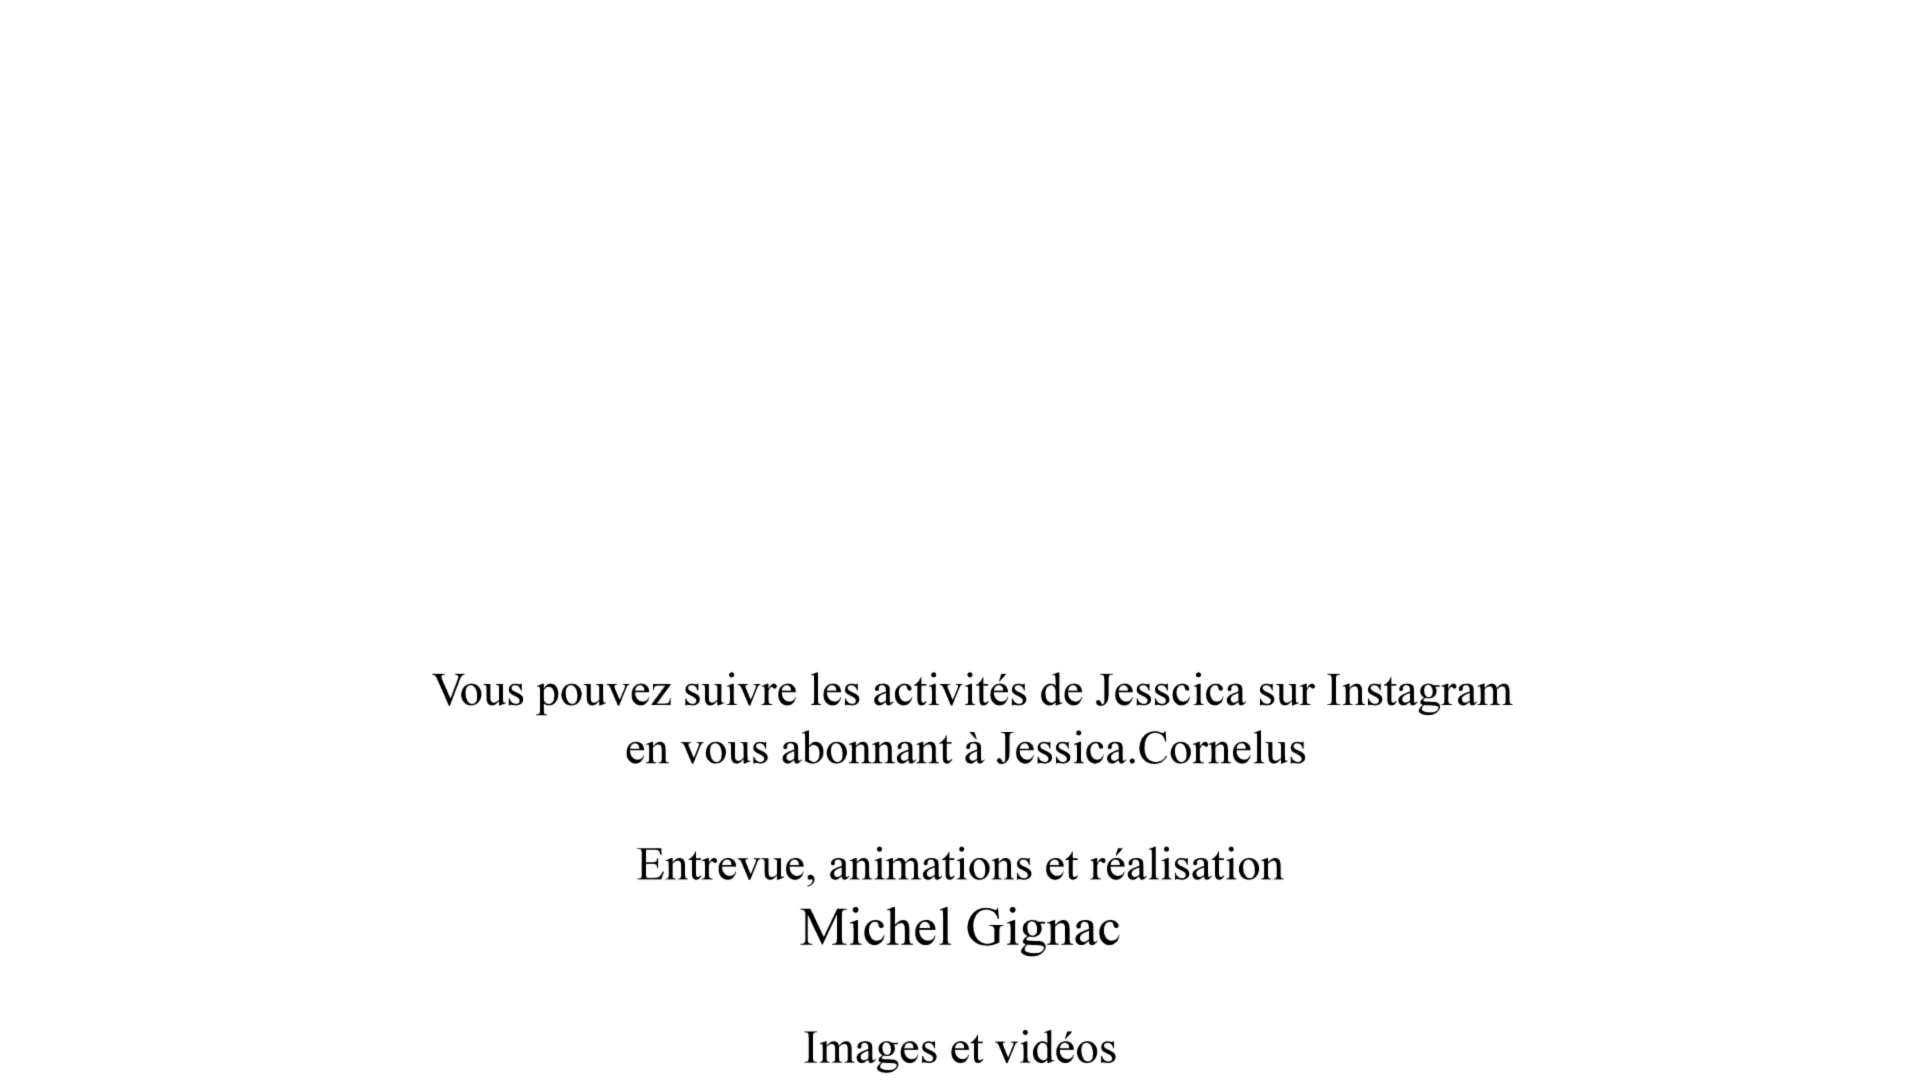 Vous pouvez suivre les activités de Jesscica sur Instagram
en vous abonnant à Jessica.Cornelus
Entrevue, animations et réalisation
Michel Gignac
Images et vidéos